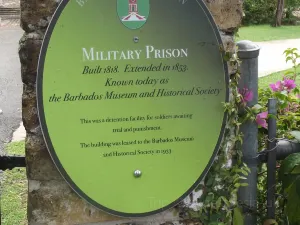 MILITARY PRISON
Built 1818. Extended in 1853
Known today as
the Barbados Museum and Historical Society
This was a detention facility for soldiers awaiting
trial and punishment.
The building was leased to the Barbados Museum
and Historical Society in 1933